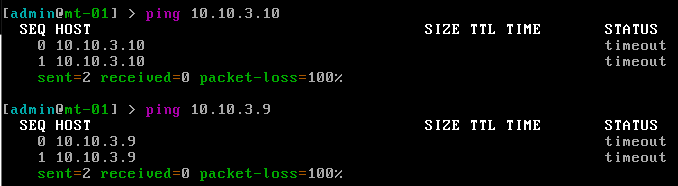 [admin@mt-01] > ping 10.10.3.10
SEQ HOST SIZE TTL TIME STATUS
0 10.10.3.10 timeout
1 10.10.3.10 timeout
sent=2 received=0 packet-loss=100%
[admin@mt-01] > ping 10.10.3.9
SEQ HOST SIZE TTL TIME STATUS
0 10.10.3.9 timeout
1 10.10.3.9 timeout
sent=2 received=0 packet-loss=100%